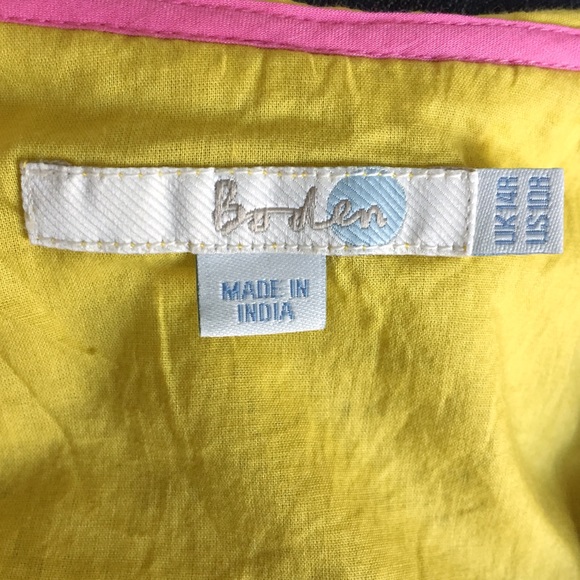 Boden
UK14R
US10R
MADE IN
INDIA